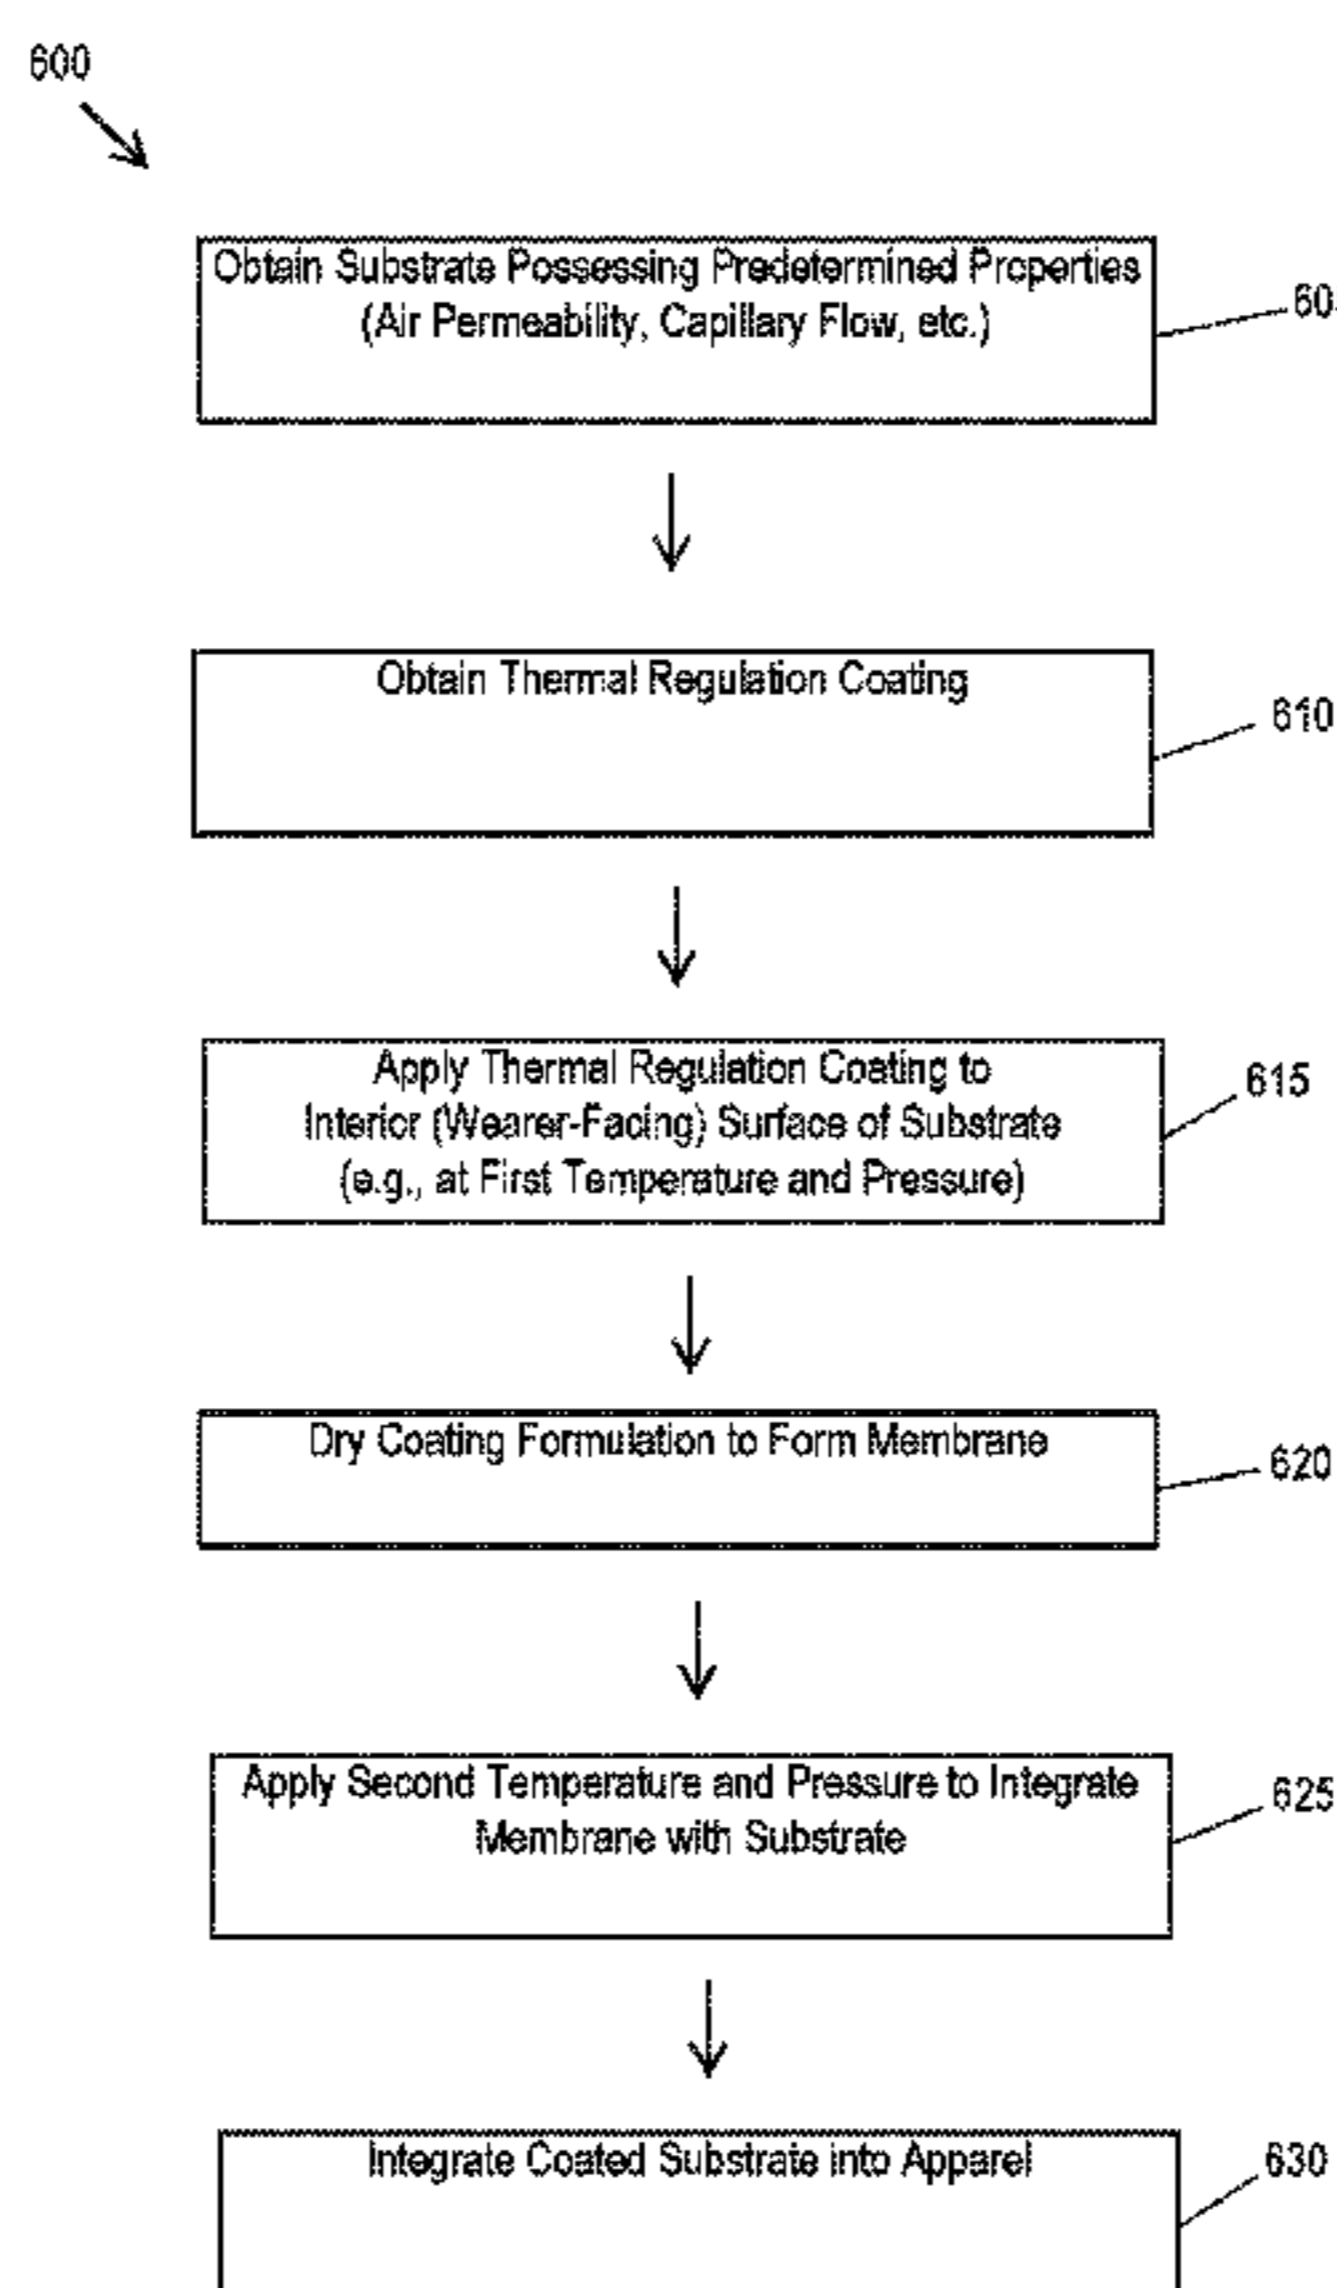 600
Obtain Substrate Possessing Predetermined Properties
(Air Permeability, Capillary Flow, etc.)
Obtain Thermal Regulation Coating
610
Apply Thermal Regulation Coating to
Interior (Wearer-Facing) Surface of Substrate
(e.g., at First Temperature and Pressure)
615
Dry Coating Formulation to Form Membrane
620
Apply Second Temperature and Pressure to Integrate
Membrane with Substrate
625
Integrate Coated Substrate into Apparel
630